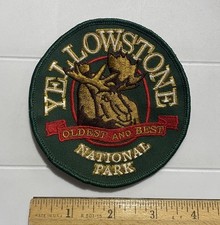 YELLOWSTONE
OLDEST AND BEST
NATIONAL
PARK
1 2 3 4